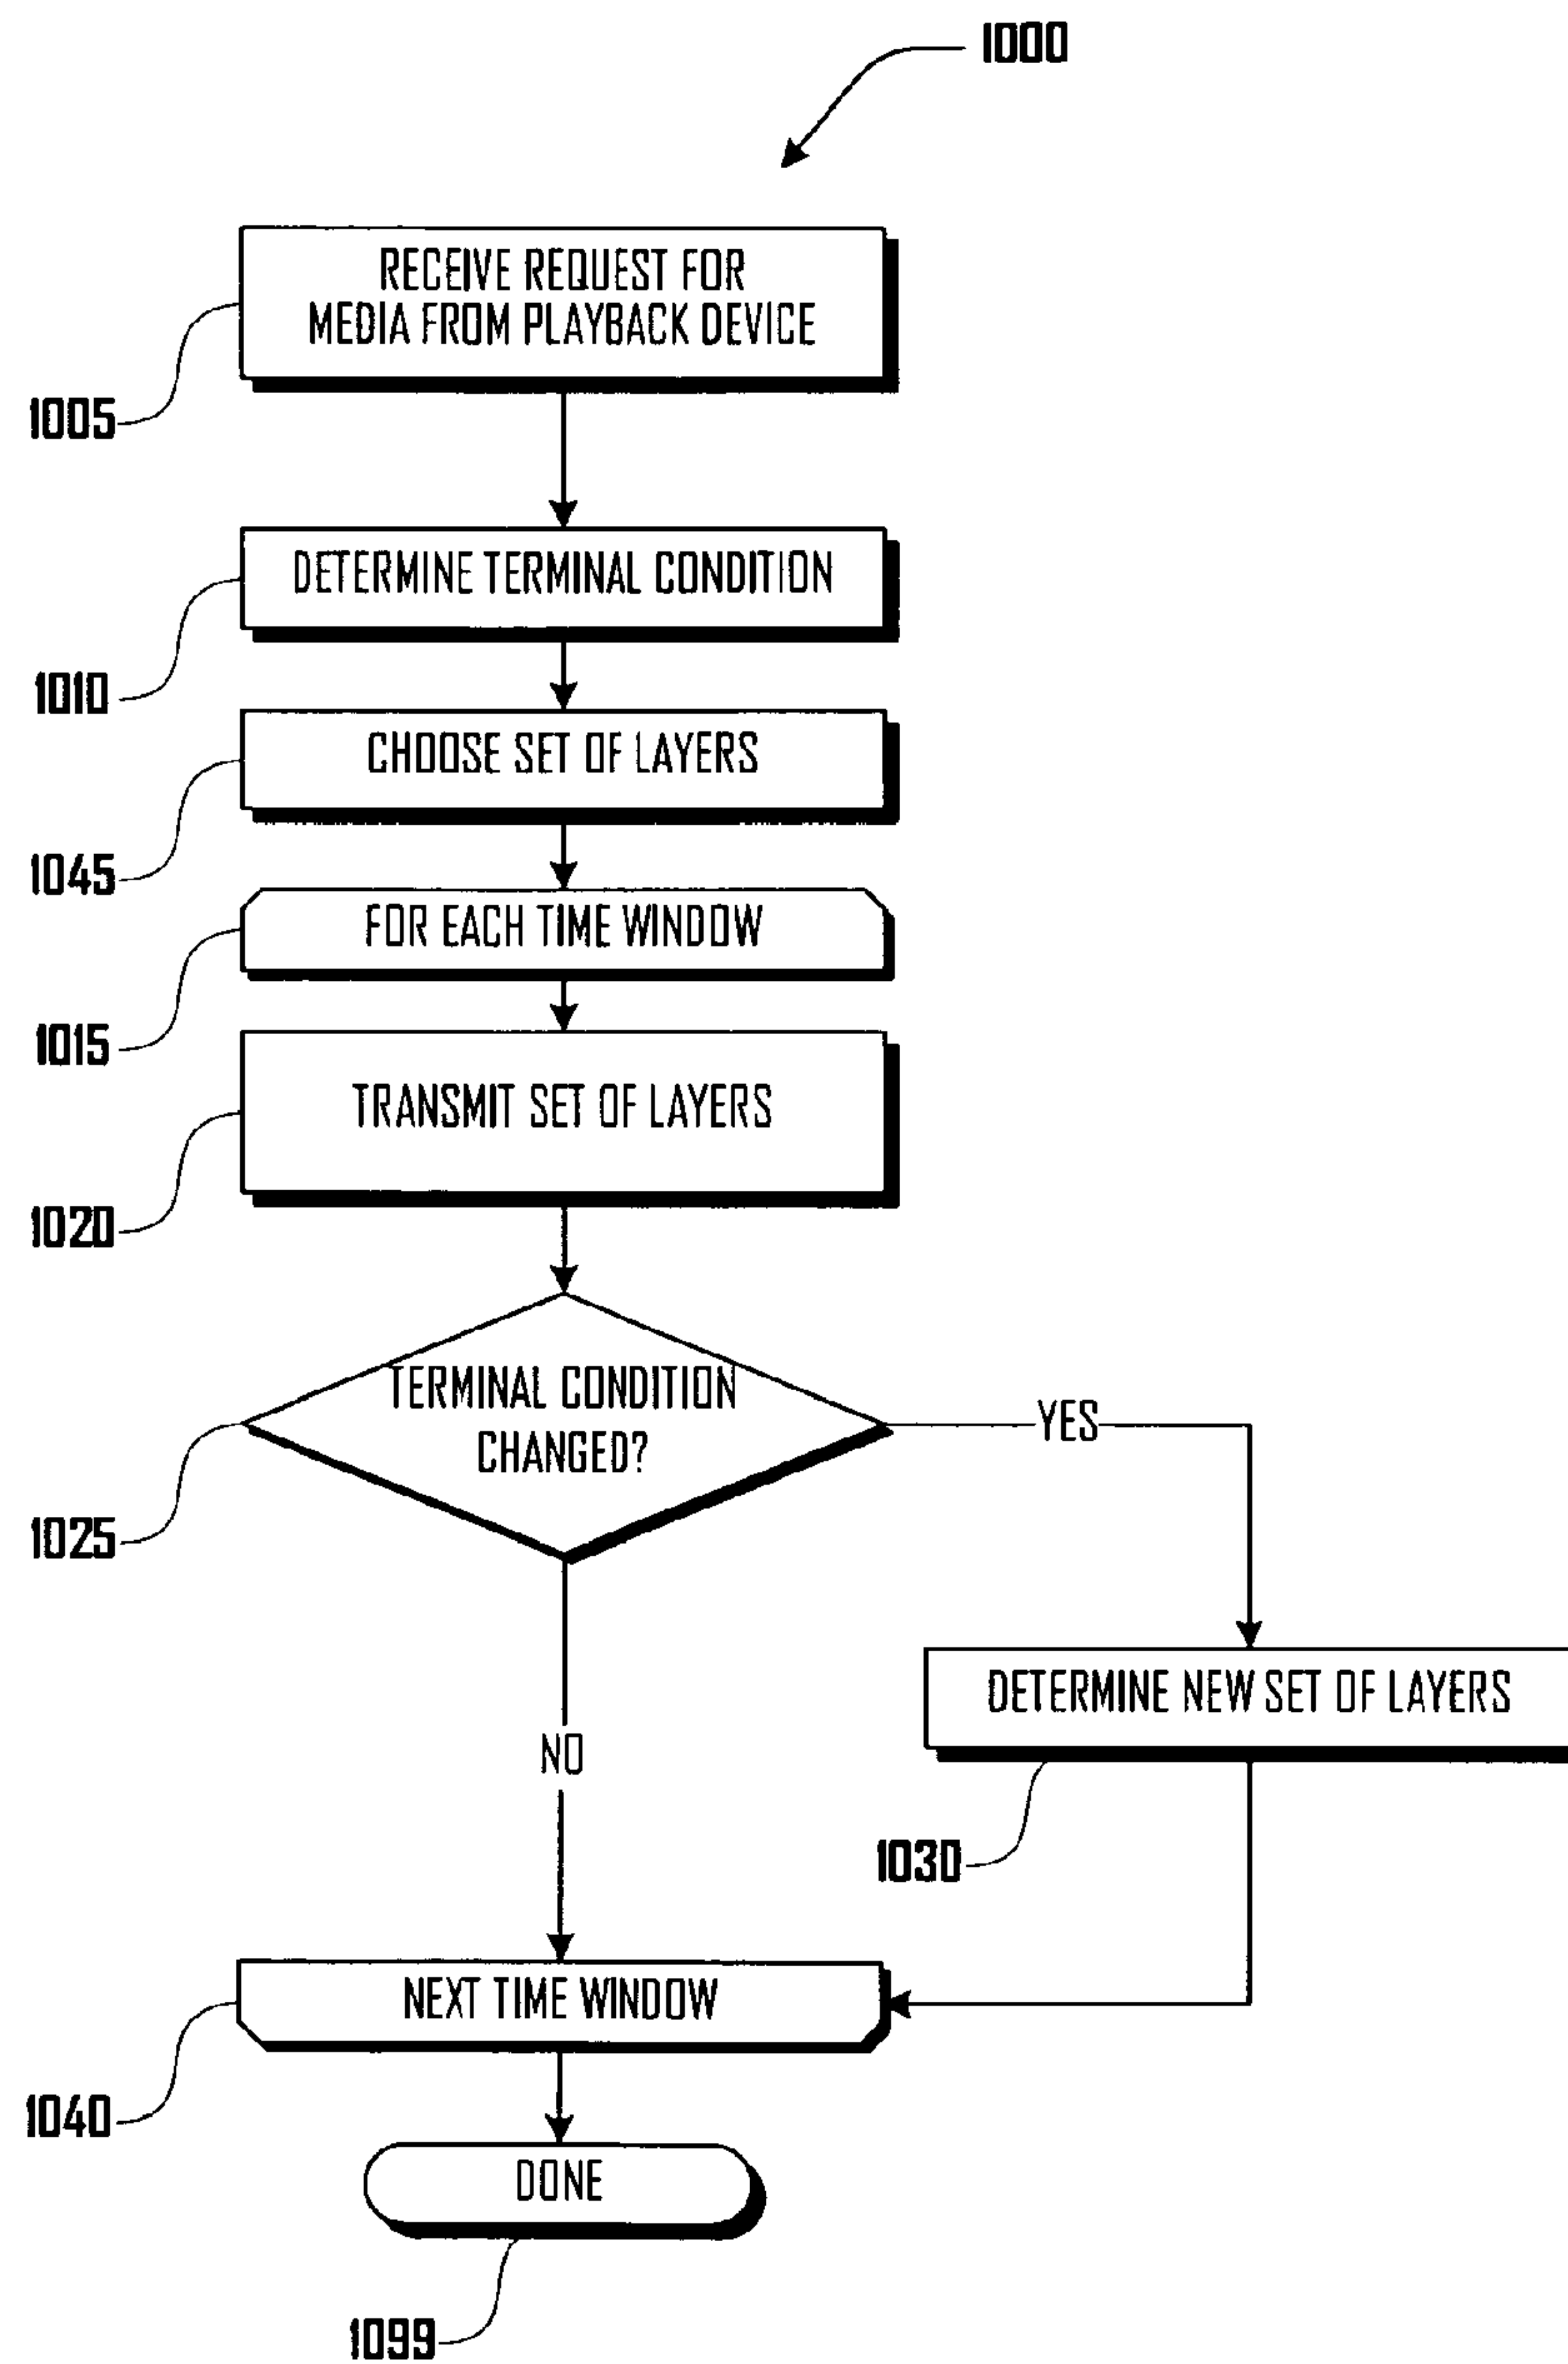 1000
RECEIVE REQUEST FOR
MEDIA FROM PLAYBACK DEVICE
1005
DETERMINE TERMINAL CONDITION
1010
CHOOSE SET OF LAYERS
1045
FOR EACH TIME WINDOW
1015
TRANSMIT SET OF LAYERS
1020
TERMINAL CONDITION
CHANGED?
YES
1025
DETERMINE NEW SET OF LAYERS
NO
1030
NEXT TIME WINDOW
1040
DONE
1099